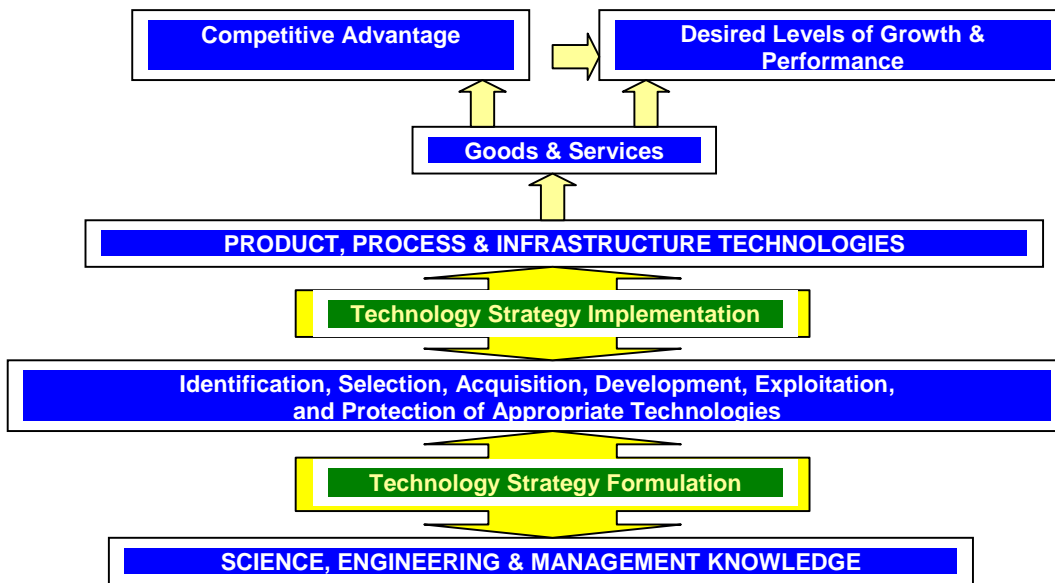 Competitive Advantage
Desired Levels of Growth &
Performance
Goods & Services
PRODUCT, PROCESS & INFRASTRUCTURE TECHNOLOGIES
Technology Strategy Implementation
Identification, Selection, Acquisition, Development, Exploitation,
and Protection of Appropriate Technologies
Technology Strategy Formulation
SCIENCE, ENGINEERING & MANAGEMENT KNOWLEDGE